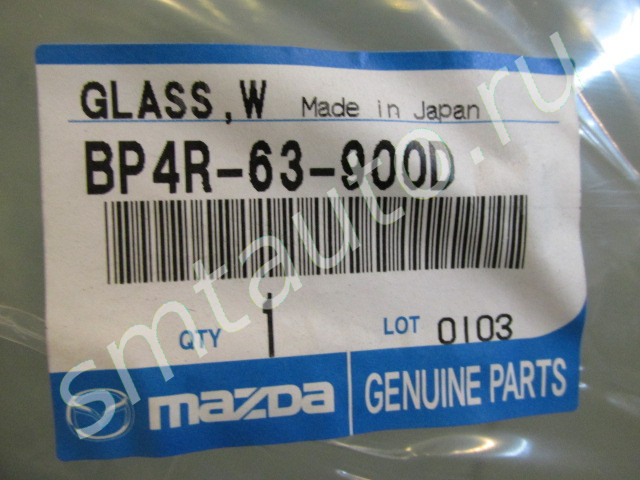 GLASS,W Made in Japan
BP4R-63-900D
QTY 1 LOT 0103
mazda GENUINE PARTS
smtauto.ru